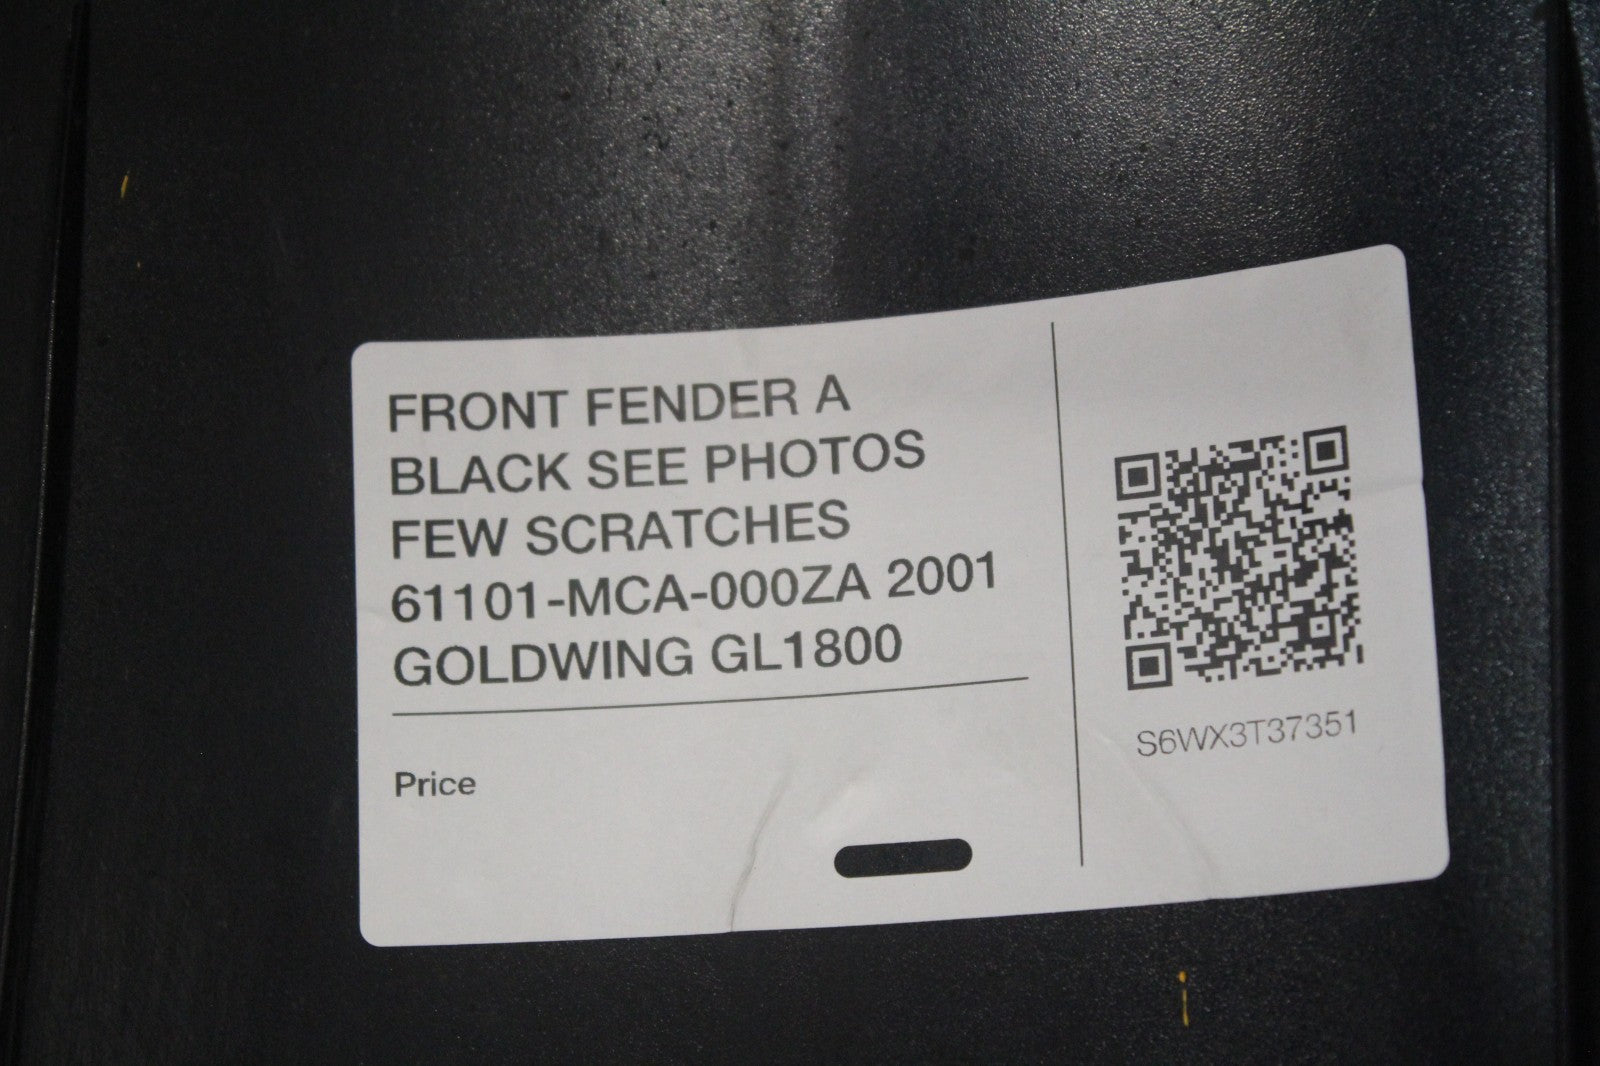 FRONT FENDER A
BLACK SEE PHOTOS
FEW SCRATCHES
61101-MCA-000ZA 2001
GOLDWING GL1800
Price
S6WX3T37351